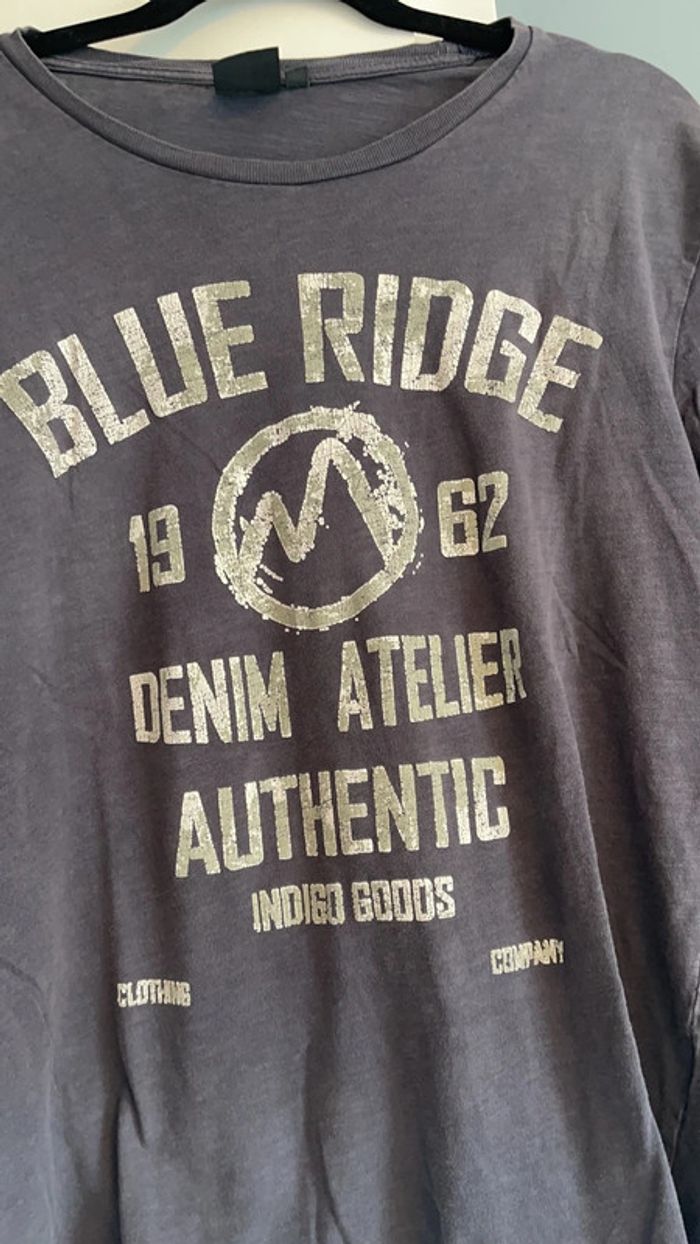 BLUE RIDGE
19 62
DENIM ATELIER
AUTHENTIC
INDIGO GOODS
CLOTHING COMPANY